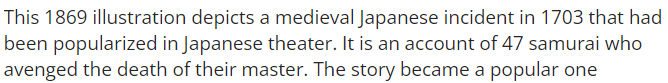 This 1869 illustration depicts a medieval Japanese incident in 1703 that had
been popularized in Japanese theater. It is an account of 47 samurai who
avenged the death of their master. The story became a popular one